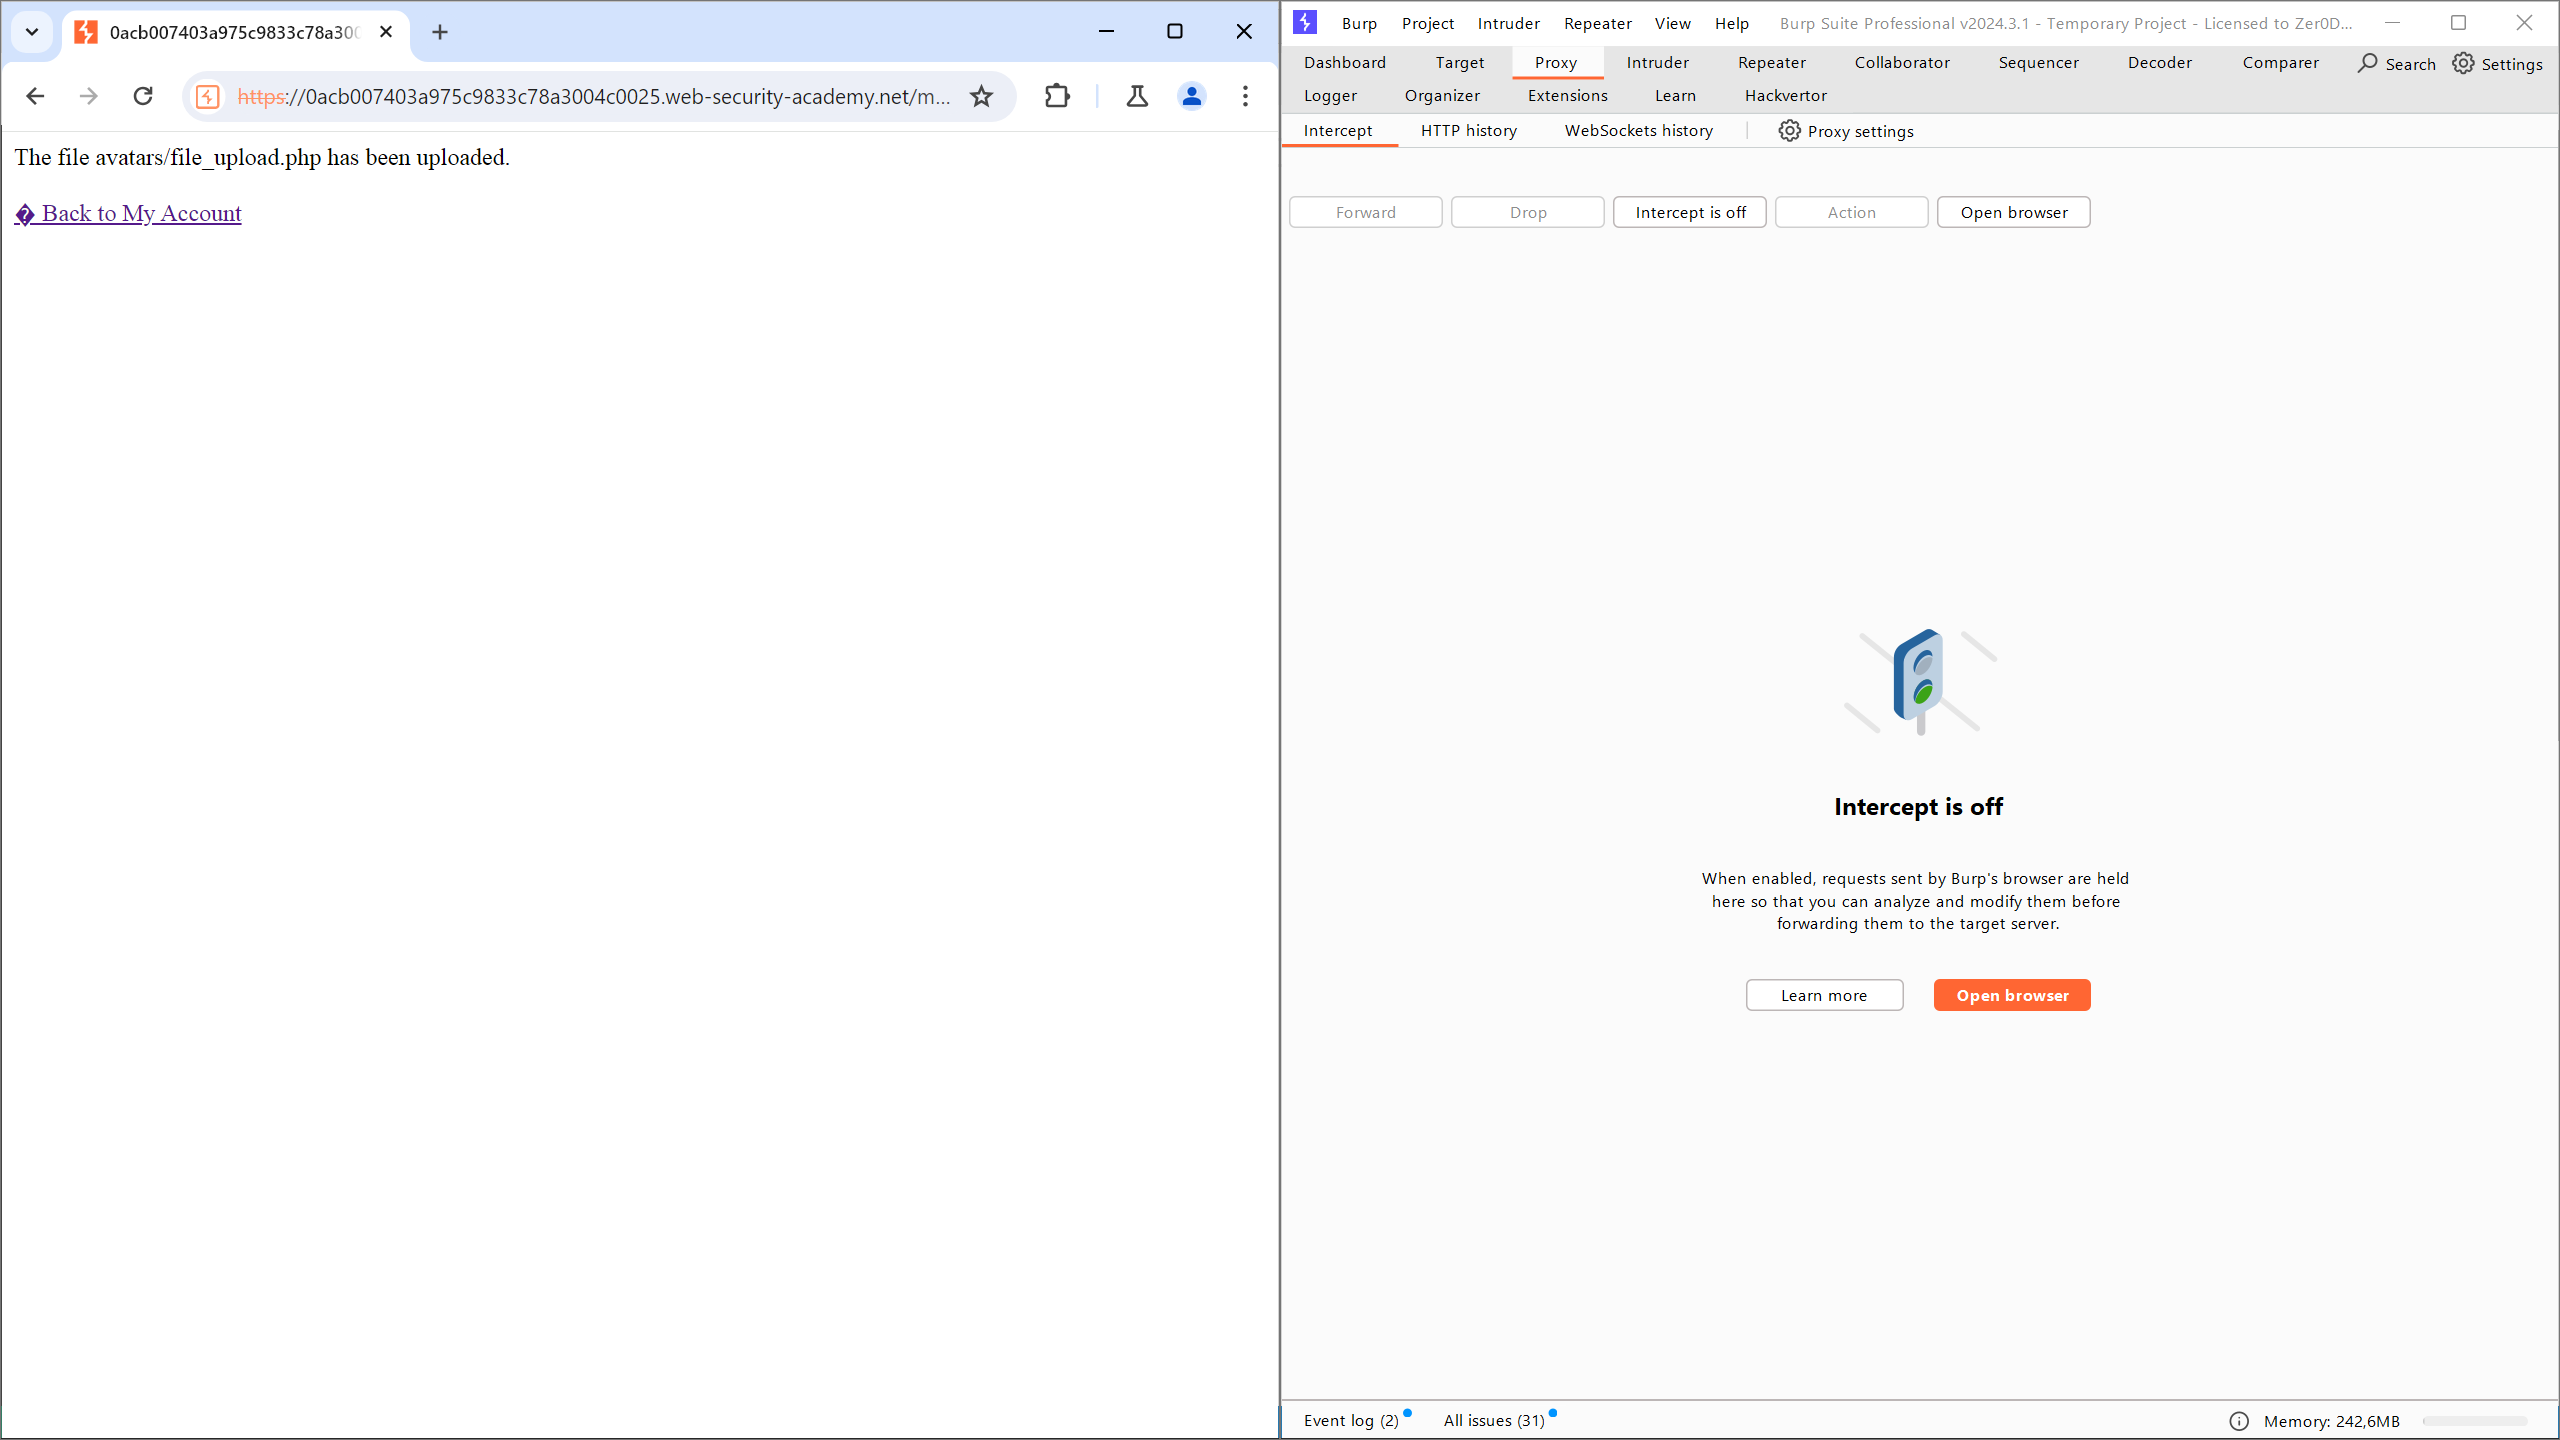 0acb007403a975c9833c78a300
https://0acb007403a975c9833c78a3004c0025.web-security-academy.net/m...
The file avatars/file_upload.php has been uploaded.
� Back to My Account
Burp Project Intruder Repeater View Help Burp Suite Professional v2024.3.1 - Temporary Project - Licensed to Zer0D...
Dashboard Target Proxy Intruder Repeater Collaborator Sequencer Decoder Comparer Search Settings
Logger Organizer Extensions Learn Hackvertor
Intercept HTTP history WebSockets history Proxy settings
Forward Drop Intercept is off Action Open browser
Intercept is off
When enabled, requests sent by Burp's browser are held
here so that you can analyze and modify them before
forwarding them to the target server.
Learn more Open browser
Event log (2) All issues (31) Memory: 242,6MB